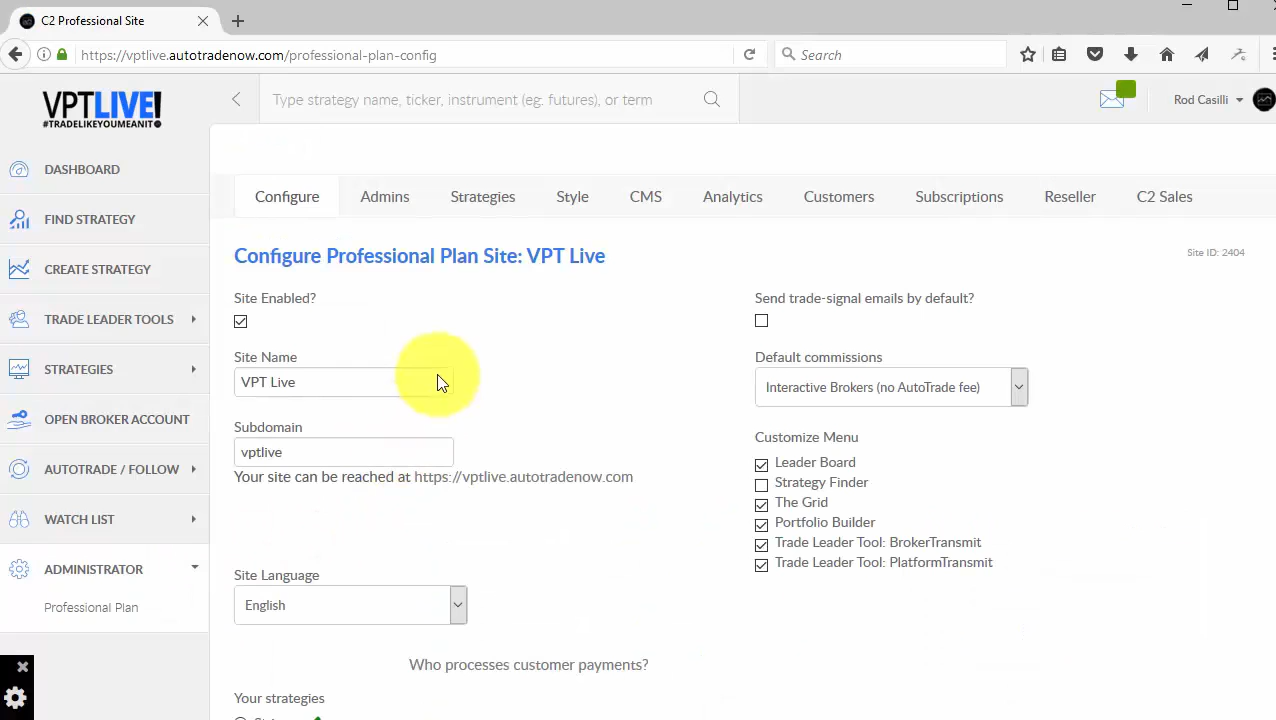 C2 Professional Site
https://vptlive.autotradenow.com/professional-plan-config
Search
VPTLIVE!
#TRADELIKEYOUMEANIT
Type strategy name, ticker, instrument (eg. futures), or term
Rod Casilli
DASHBOARD
FIND STRATEGY
CREATE STRATEGY
TRADE LEADER TOOLS
STRATEGIES
OPEN BROKER ACCOUNT
AUTOTRADE / FOLLOW
WATCH LIST
ADMINISTRATOR
Professional Plan
Configure Admins Strategies Style CMS Analytics Customers Subscriptions Reseller C2 Sales
Configure Professional Plan Site: VPT Live
Site ID: 2404
Site Enabled?
Site Name
VPT Live
Subdomain
vptlive
Your site can be reached at https://vptlive.autotradenow.com
Site Language
English
Send trade-signal emails by default?
Default commissions
Interactive Brokers (no AutoTrade fee)
Customize Menu
Leader Board
Strategy Finder
The Grid
Portfolio Builder
Trade Leader Tool: BrokerTransmit
Trade Leader Tool: PlatformTransmit
Who processes customer payments?
Your strategies